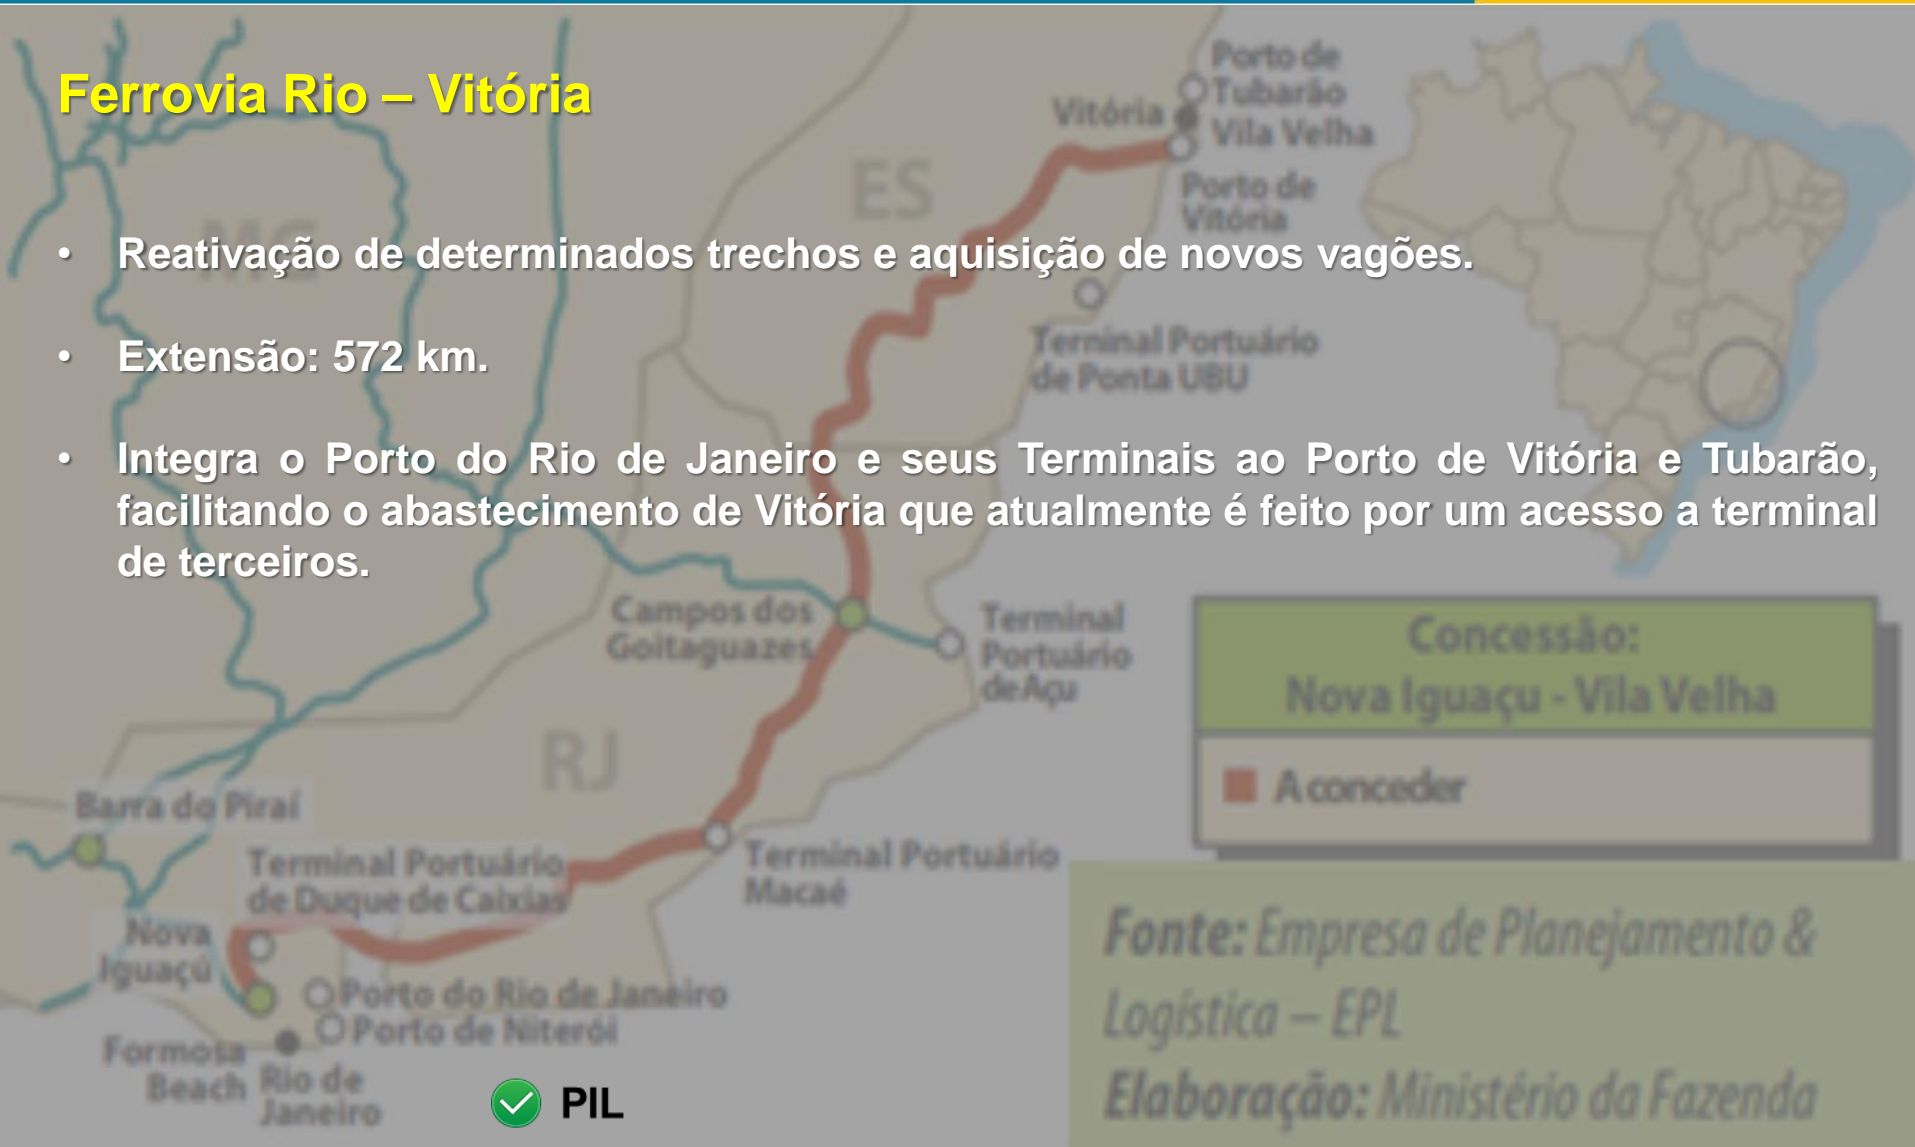 Ferrovia Rio – Vitória
• Reativação de determinados trechos e aquisição de novos vagões.
• Extensão: 572 km.
• Integra o Porto do Rio de Janeiro e seus Terminais ao Porto de Vitória e Tubarão,
facilitando o abastecimento de Vitória que atualmente é feito por um acesso a terminal
de terceiros.
Porto de
Tubarão
Vitória
Vila Velha
Porto de
Vitória
ES
MG
Terninal Portuário
de Ponta UBU
Campos dos
Goitaguazes
Terminal
Portuário
de Açu
RJ
Barra do Piraí
Terminal Portuário
de Duque de Caixias
Terminal Portuário
Macaé
Nova
Iguaçú
Porto do Rio de Janeiro
Porto de Niterói
Formosa
Beach
Rio de
Janeiro
Concessão:
Nova Iguaçu - Vila Velha
A conceder
Fonte: Empresa de Planejamento &
Logística – EPL
Elaboração: Ministério da Fazenda
PIL